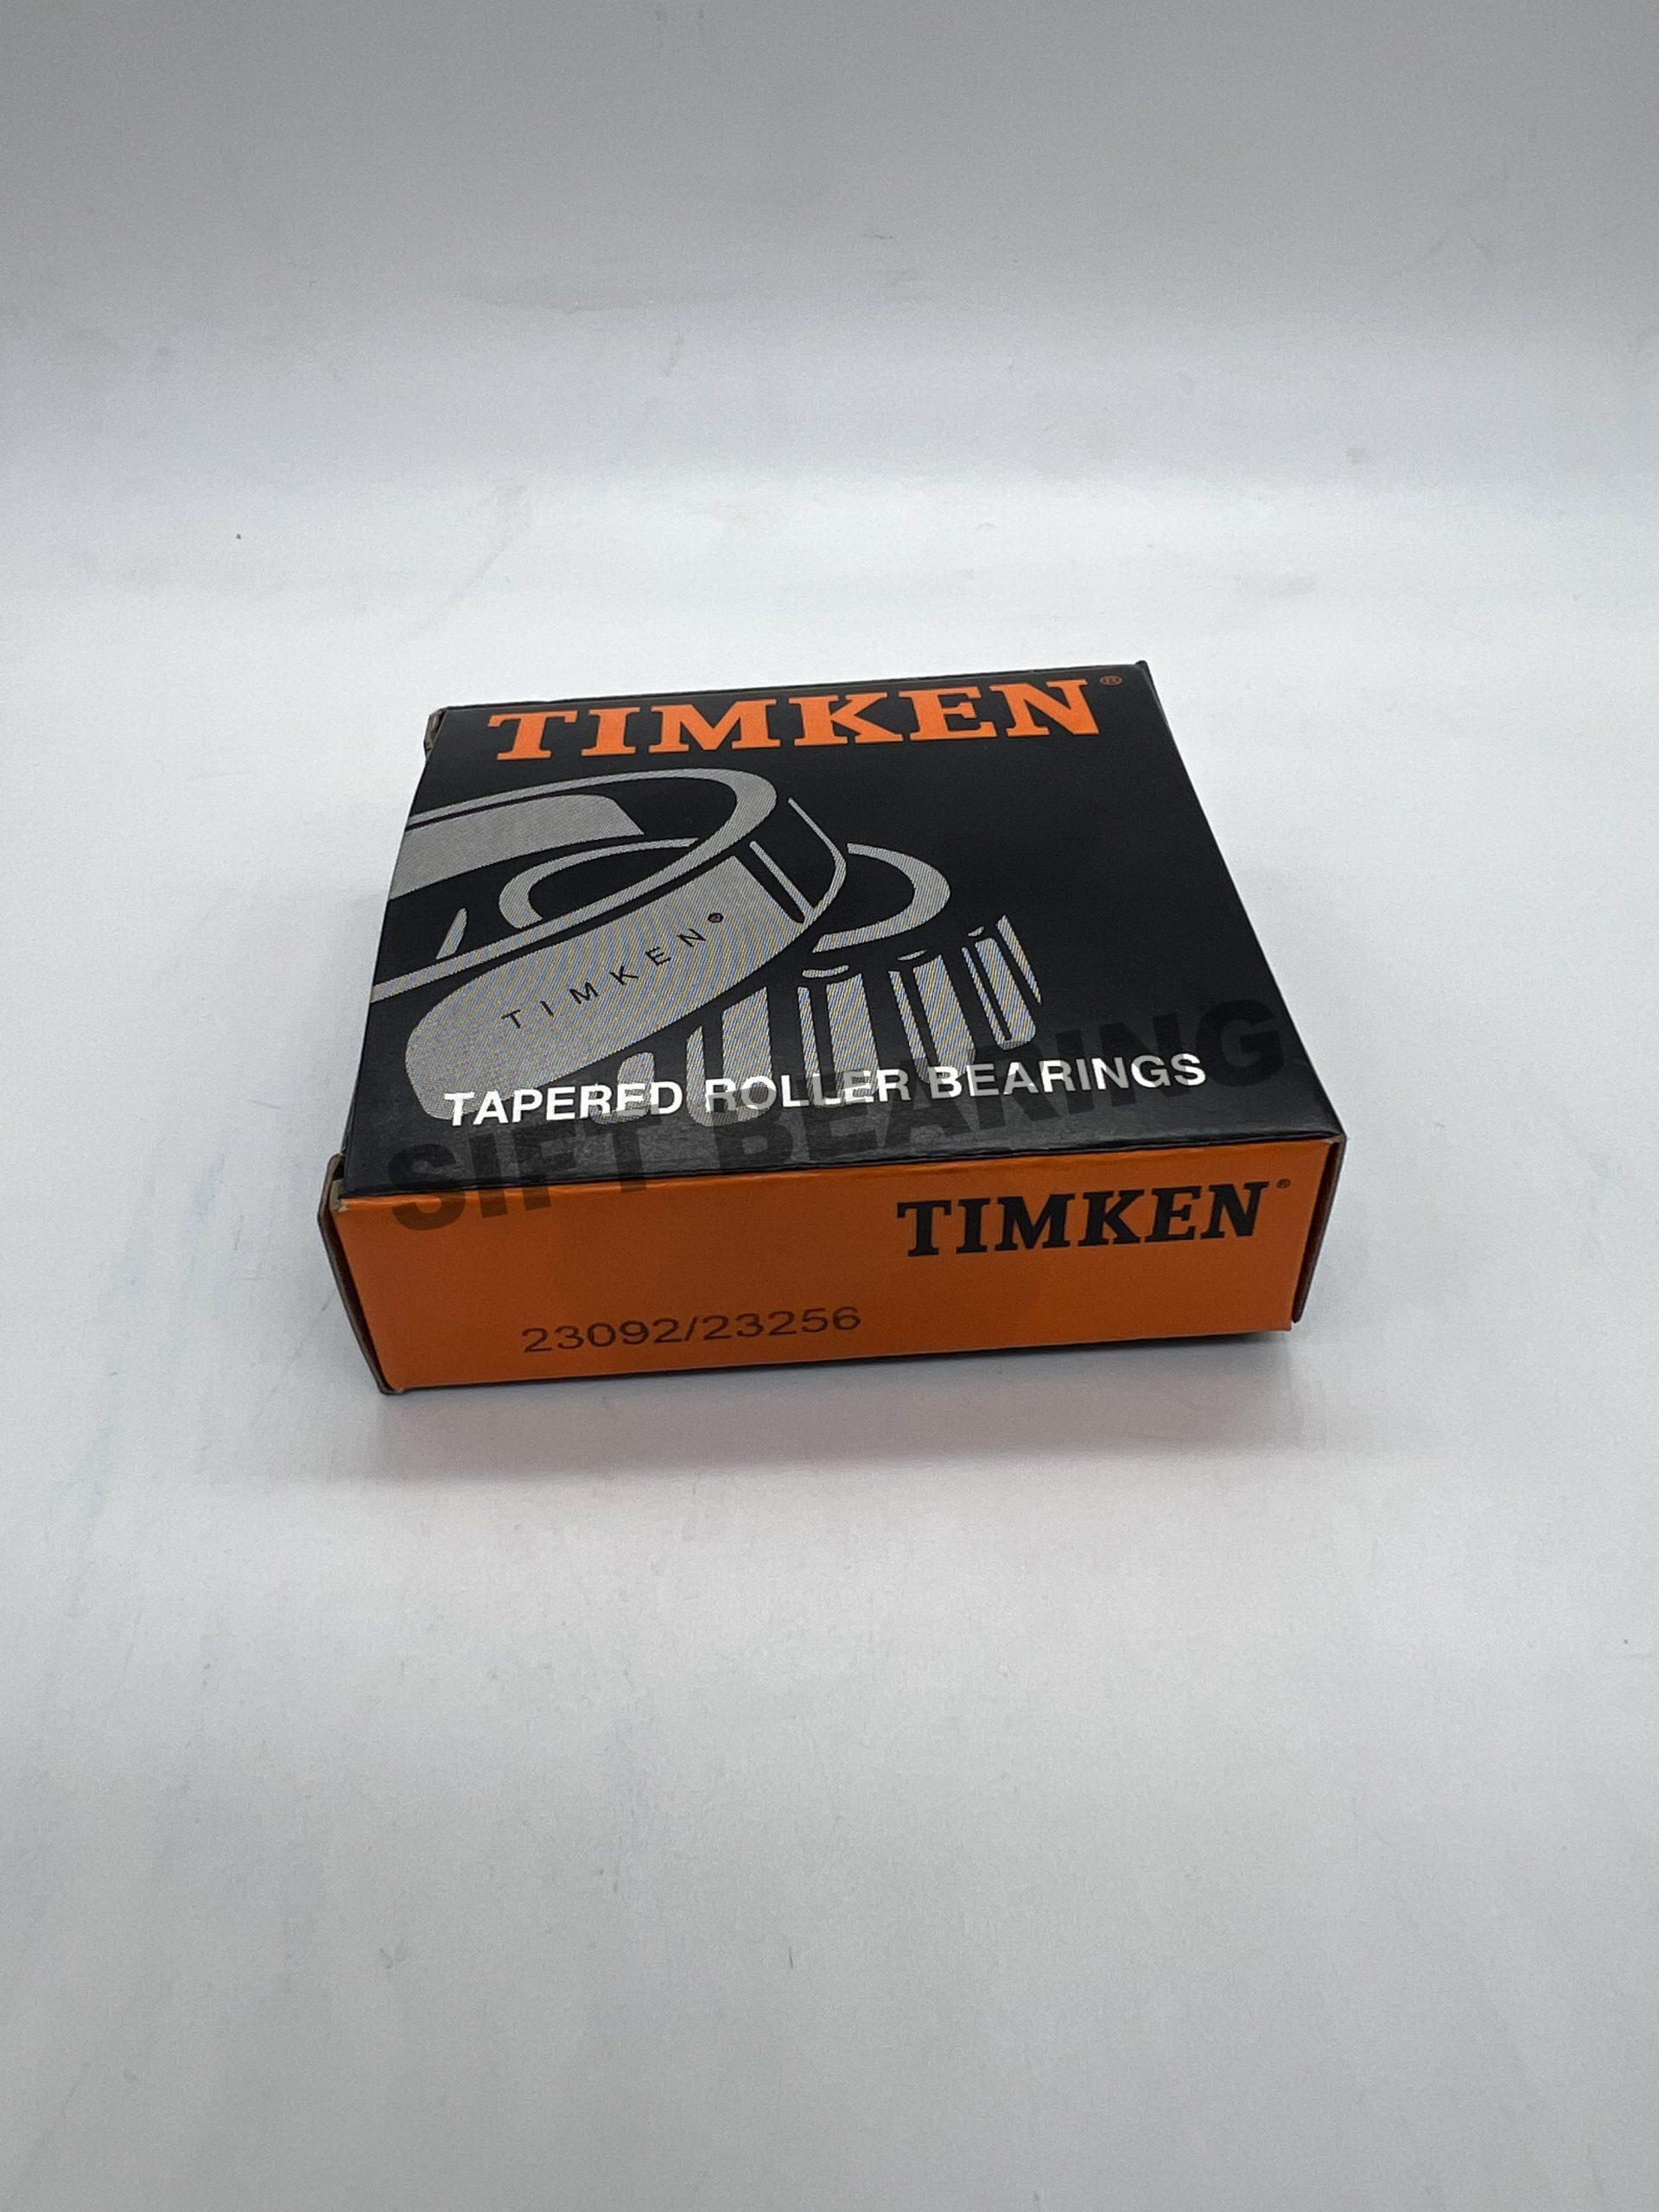 TIMKEN®
TIMKEN®
TAPERED ROLLER BEARINGS
SIFT BEARING
TIMKEN®
23092/23256